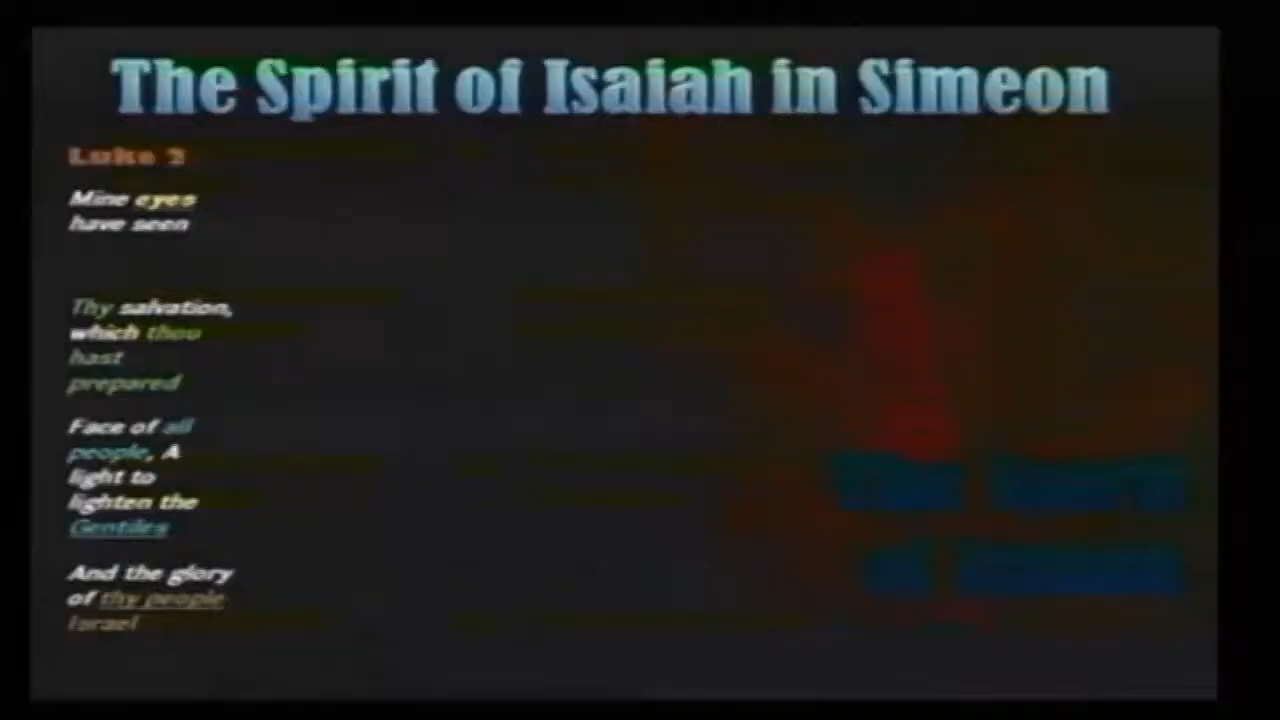 The Spirit of Isaiah in Simeon
Luke 2
Mine eyes
have seen
Thy salvation,
which thou
hast
prepared
Face of all
people, A
light to
lighten the
Gentiles
And the glory
of thy people
Israel